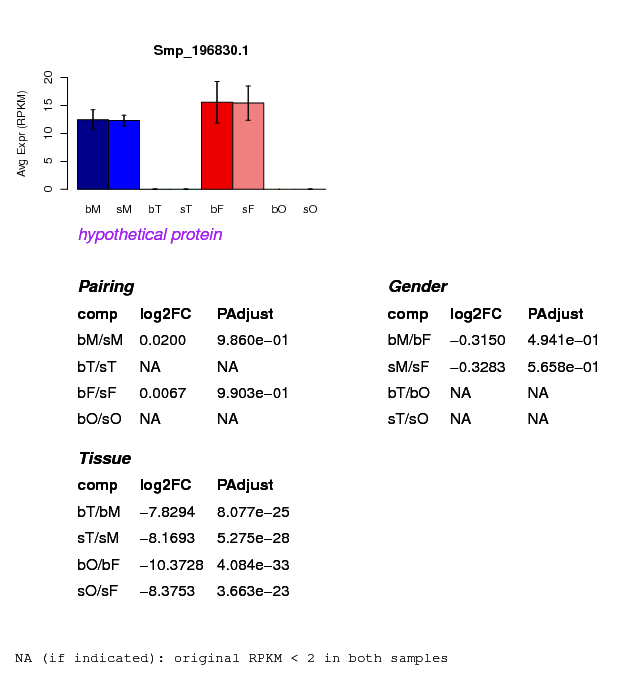 Smp_196830.1
Avg Expr (RPKM)
20
15
10
5
0
bM sM bT sT bF sF bO sO
hypothetical protein
Pairing
comp log2FC PAdjust
bM/sM 0.0200 9.860e−01
bT/sT NA NA
bF/sF 0.0067 9.903e−01
bO/sO NA NA
Gender
comp log2FC PAdjust
bM/bF −0.3150 4.941e−01
sM/sF −0.3283 5.658e−01
bT/bO NA NA
sT/sO NA NA
Tissue
comp log2FC PAdjust
bT/bM −7.8294 8.077e−25
sT/sM −8.1693 5.275e−28
bO/bF −10.3728 4.084e−33
sO/sF −8.3753 3.663e−23
NA (if indicated): original RPKM < 2 in both samples